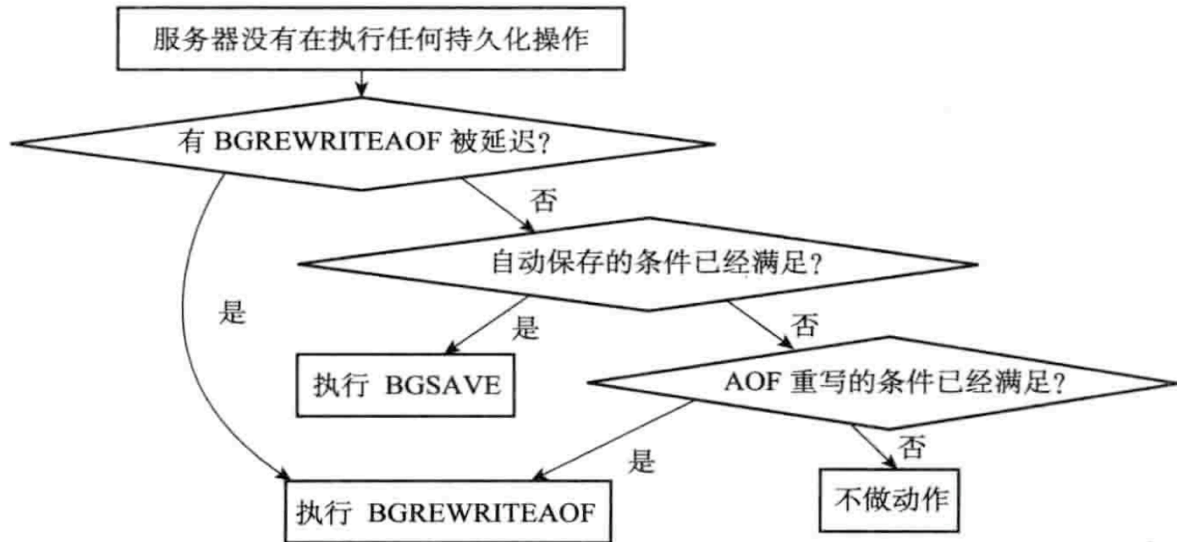 服务器没有在执行任何持久化操作
有 BGREWRITEAOF 被延迟?
否
自动保存的条件已经满足?
是
是
否
执行 BGSAVE
AOF 重写的条件已经满足?
是
否
执行 BGREWRITEAOF
不做动作